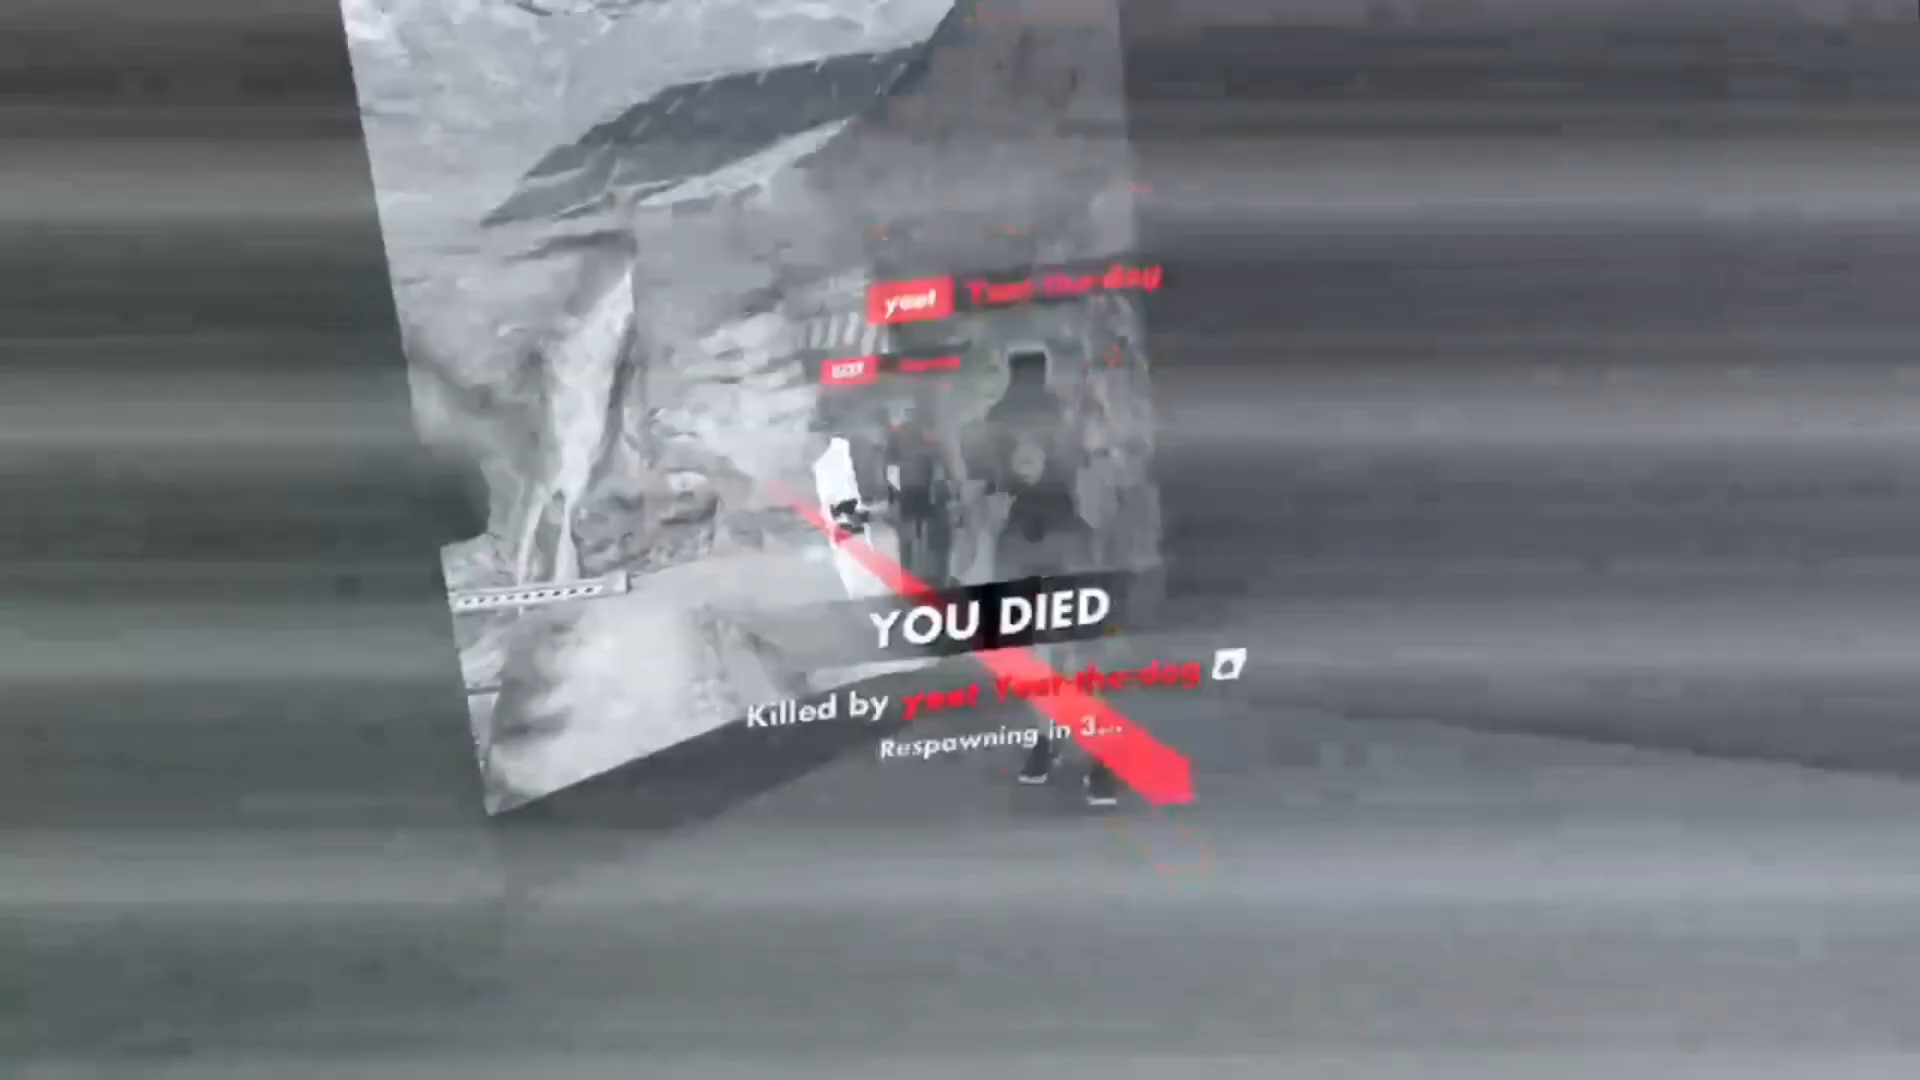 yeet Yeet-the-dog
YOU DIED
Killed by yeet Yeet-the-dog
Respawning in 3...